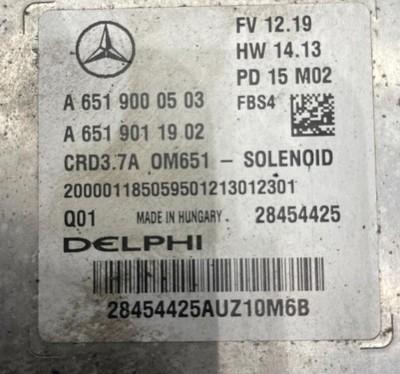 FV 12.19
HW 14.13
PD 15 M02
A 651 900 05 03 FBS4
A 651 901 19 02
CRD3.7A OM651 - SOLENOID
200001185059501213012301
Q01 MADE IN HUNGARY. 28454425
DELPHI
28454425AUZ10M6B